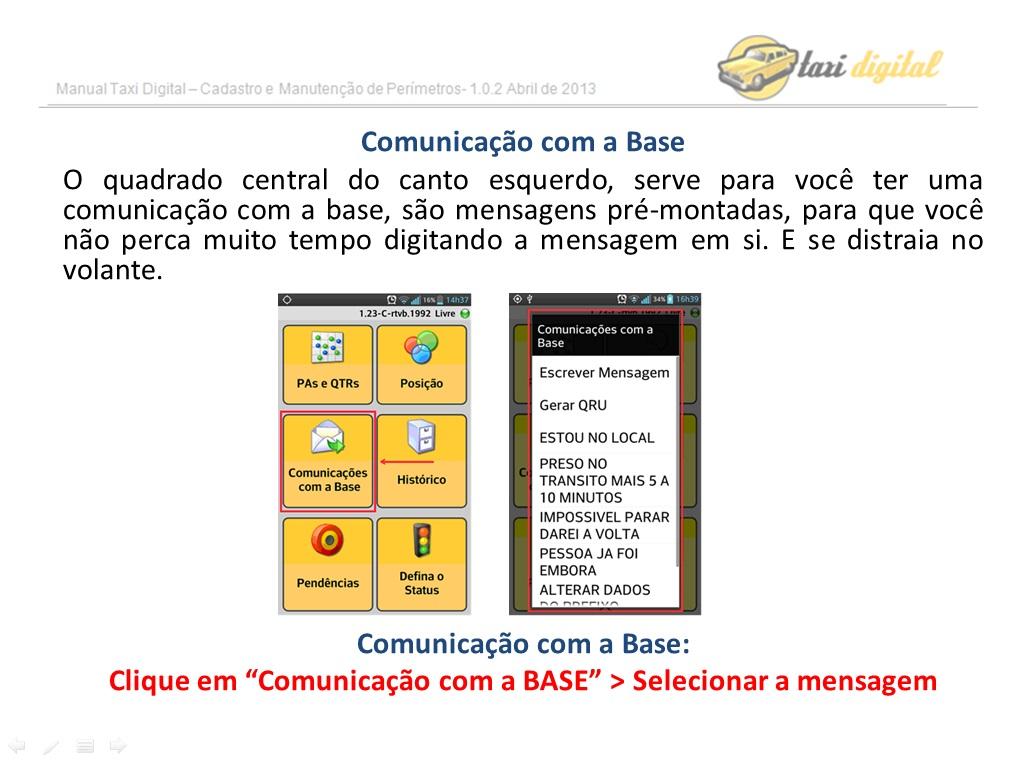 taxi digital
Manual Taxi Digital – Cadastro e Manutenção de Perímetros- 1.0.2 Abril de 2013
Comunicação com a Base
O quadrado central do canto esquerdo, serve para você ter uma
comunicação com a base, são mensagens pré-montadas, para que você
não perca muito tempo digitando a mensagem em si. E se distraia no
volante.
16% 14h37
1.23-C-rtvb.1992 Livre
PAs e QTRs
Posição
Comunicações
com a Base
Histórico
Pendências
Defina o
Status
34% 16h39
Comunicações com a
Base
Escrever Mensagem
Gerar QRU
ESTOU NO LOCAL
PRESO NO
TRANSITO MAIS 5 A
10 MINUTOS
IMPOSSIVEL PARAR
DAREI A VOLTA
PESSOA JA FOI
EMBORA
ALTERAR DADOS
DO PREFIXO
Comunicação com a Base:
Clique em “Comunicação com a BASE” > Selecionar a mensagem